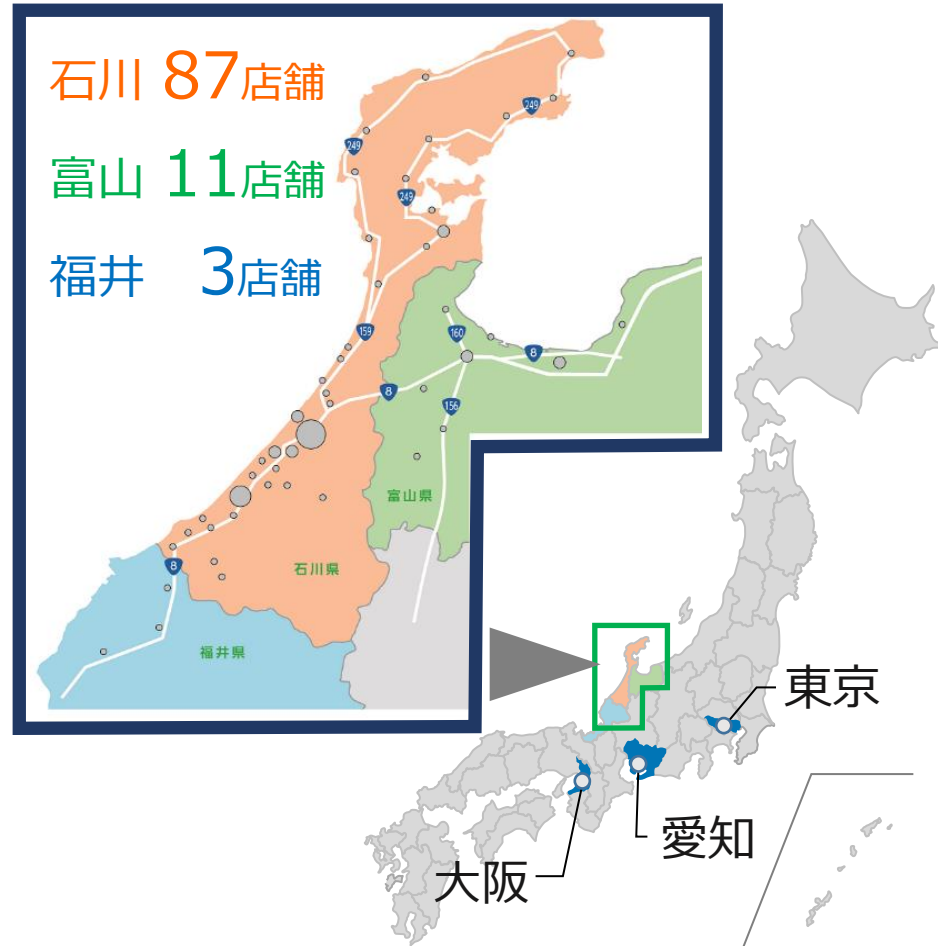 石川 87店舗
富山 11店舗
福井 3店舗
249
249
249
159
160
8
8
156
富山県
石川県
8
福井県
東京
愛知
大阪